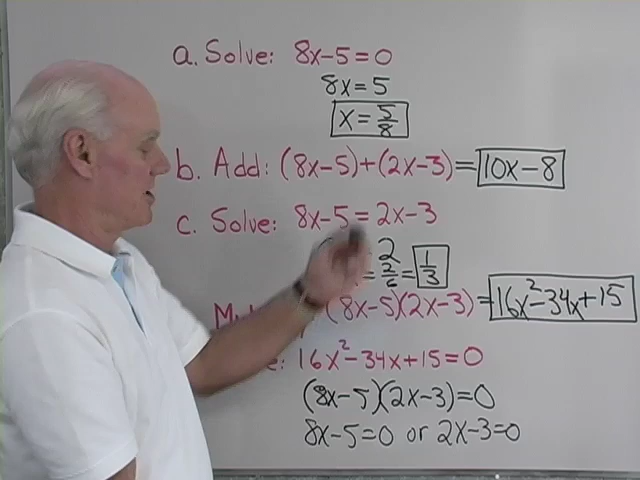 a. Solve: 8x-5=0
8x=5
x=5/8
b. Add: (8x-5)+(2x-3)=10x-8
c. Solve: 8x-5=2x-3
2
=2/6=1/3
(8x-5)(2x-3)=16x²-34x+15
16x²-34x+15=0
(8x-5)(2x-3)=0
8x-5=0 or 2x-3=0